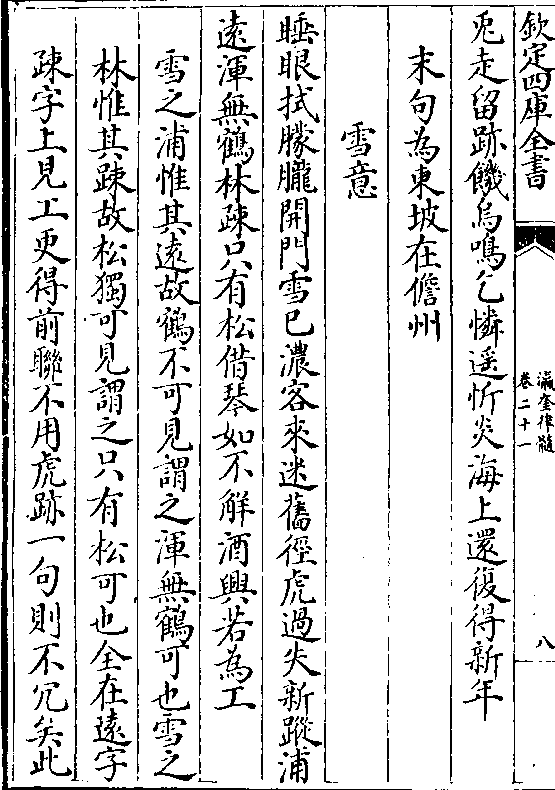 欽定四庫全書
瀛奎律髓
卷二十一
八
兎走留跡饑烏鳴乞憐遥忻炎海上還復得新年
末句為東坡在儋州
雪意
睡眼拭朦朧開門雪已濃客來迷舊徑虎過失新蹤浦
遠渾無鶴林踈只有松借琴如不解酒興若為工
雪之浦惟其遠故鶴不可見謂之渾無鶴可也雪之
林惟其踈故松獨可見謂之只有松可也全在遠字
踈字上見工更得前聯不用虎跡一句則不冗矣此